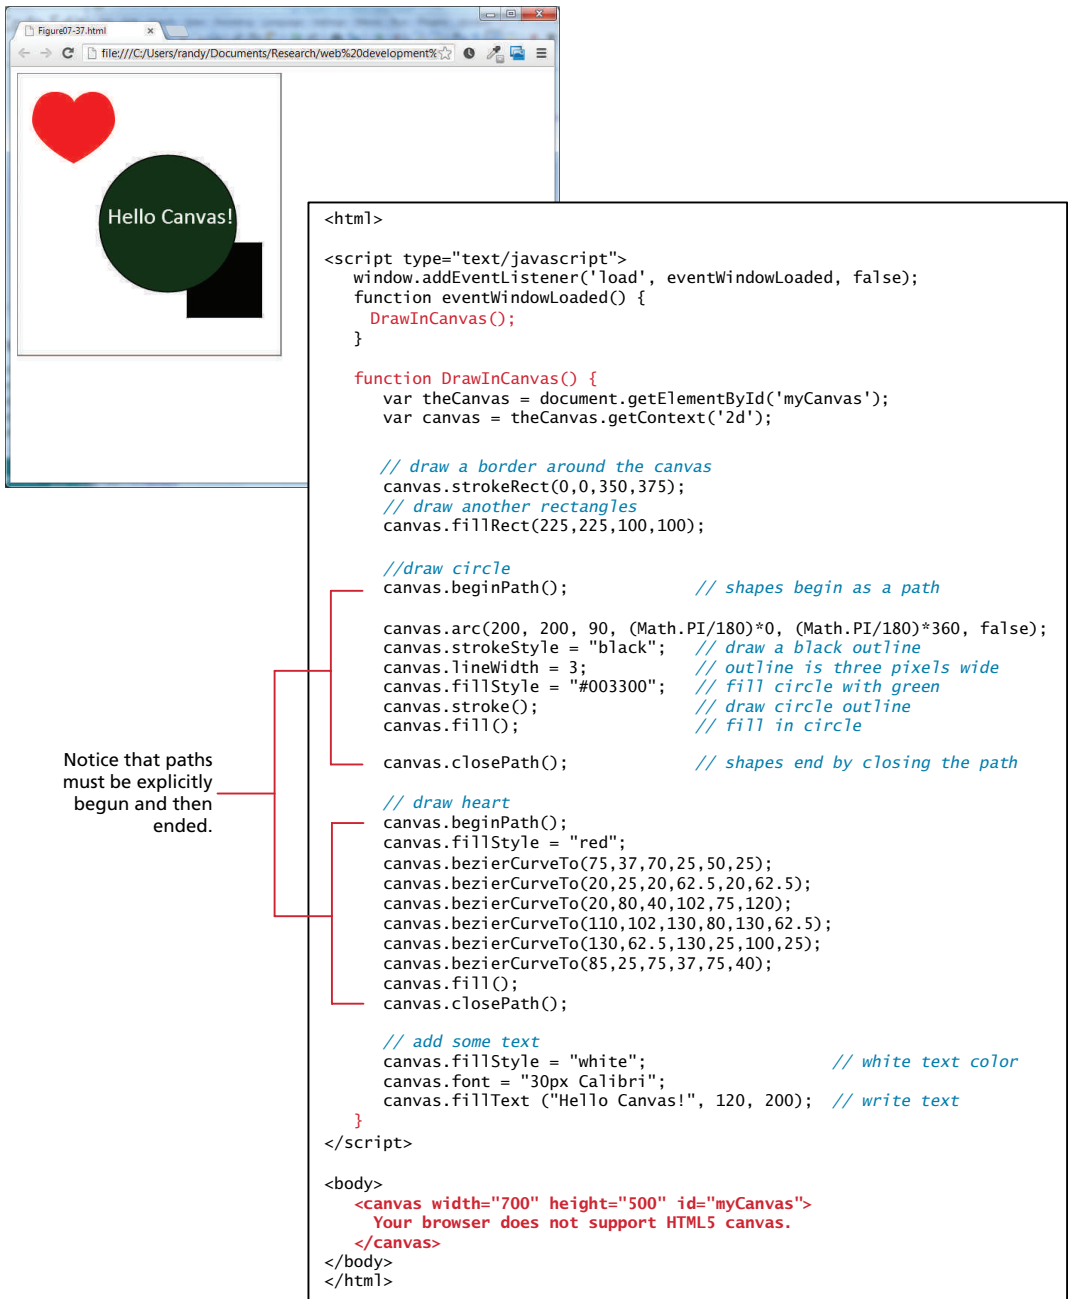 Figure07-37.html
file:///C:/Users/randy/Documents/Research/web%20development%
Hello Canvas!
<html>
<script type="text/javascript">
window.addEventListener('load', eventWindowLoaded, false);
function eventWindowLoaded() {
DrawInCanvas();
}
function DrawInCanvas() {
var theCanvas = document.getElementById('myCanvas');
var canvas = theCanvas.getContext('2d');
// draw a border around the canvas
canvas.strokeRect(0,0,350,375);
// draw another rectangles
canvas.fillRect(225,225,100,100);
//draw circle
canvas.beginPath(); // shapes begin as a path
canvas.arc(200, 200, 90, (Math.PI/180)*0, (Math.PI/180)*360, false);
canvas.strokeStyle = "black"; // draw a black outline
canvas.lineWidth = 3; // outline is three pixels wide
canvas.fillStyle = "#003300"; // fill circle with green
canvas.stroke(); // draw circle outline
canvas.fill(); // fill in circle
canvas.closePath(); // shapes end by closing the path
Notice that paths
must be explicitly
begun and then
ended.
// draw heart
canvas.beginPath();
canvas.fillStyle = "red";
canvas.bezierCurveTo(75,37,70,25,50,25);
canvas.bezierCurveTo(20,25,20,62.5,20,62.5);
canvas.bezierCurveTo(20,80,40,102,75,120);
canvas.bezierCurveTo(110,102,130,80,130,62.5);
canvas.bezierCurveTo(130,62.5,130,25,100,25);
canvas.bezierCurveTo(85,25,75,37,75,40);
canvas.fill();
canvas.closePath();
// add some text
canvas.fillStyle = "white"; // white text color
canvas.font = "30px Calibri";
canvas.fillText ("Hello Canvas!", 120, 200); // write text
}
</script>
<body>
<canvas width="700" height="500" id="myCanvas">
Your browser does not support HTML5 canvas.
</canvas>
</body>
</html>